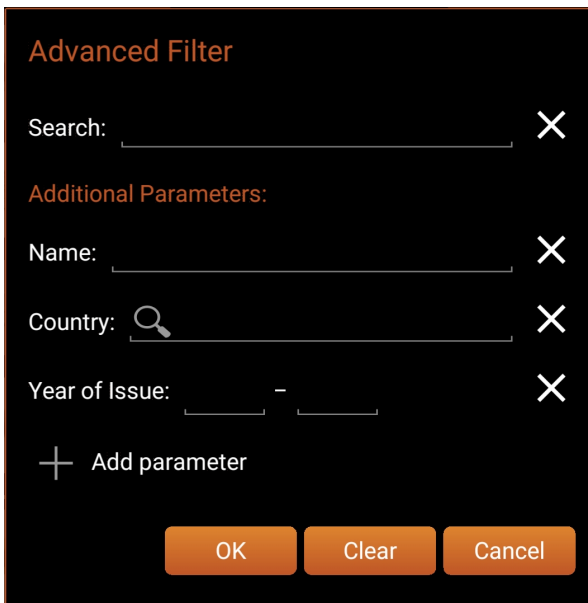 Advanced Filter
Search:
Additional Parameters:
Name:
Country:
Year of Issue: –
Add parameter
OK Clear Cancel